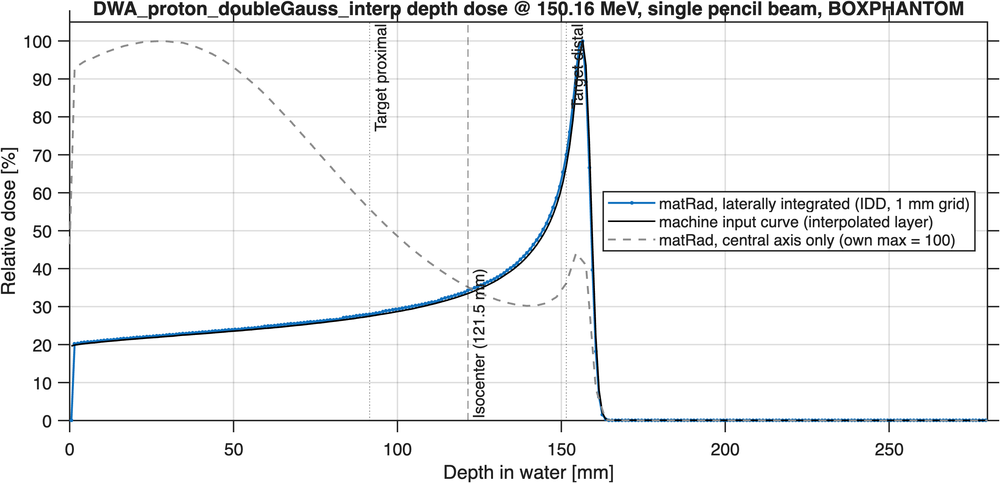 DWA_proton_doubleGauss_interp depth dose @ 150.16 MeV, single pencil beam, BOXPHANTOM
Relative dose [%]
100
90
80
70
60
50
40
30
20
10
0
Target proximal
Isocenter (121.5 mm)
Target distal
matRad, laterally integrated (IDD, 1 mm grid)
machine input curve (interpolated layer)
matRad, central axis only (own max = 100)
0
50
100
150
200
250
Depth in water [mm]